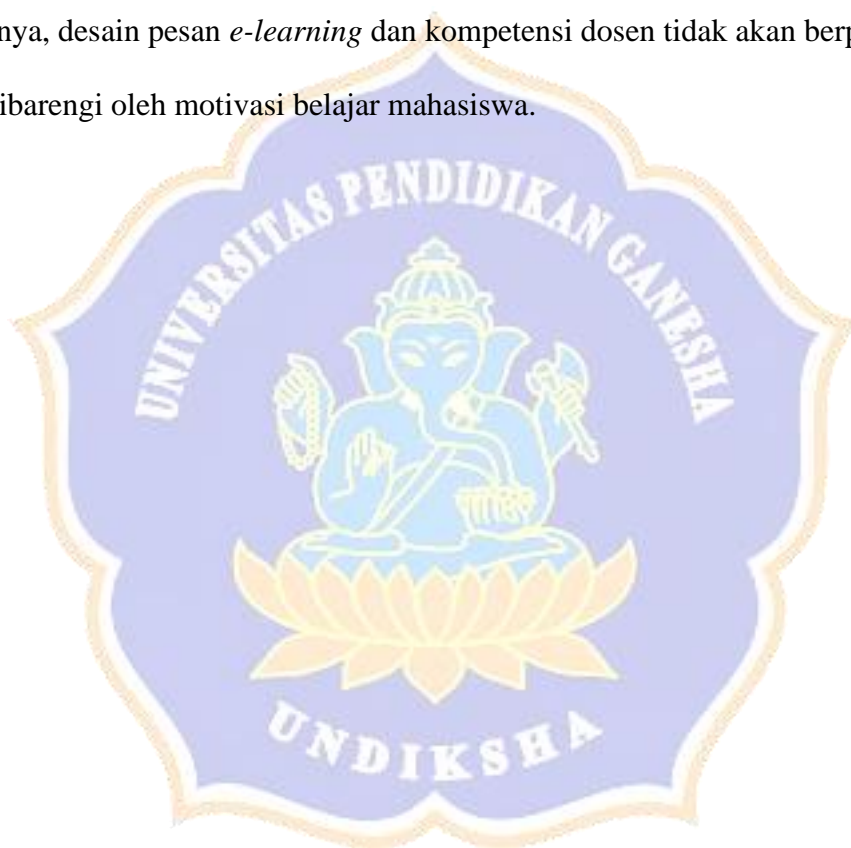 nya, desain pesan e-learning dan kompetensi dosen tidak akan berp
ibarengi oleh motivasi belajar mahasiswa.
UNIVERSITAS PENDIDIKAN GANESHA
UNDIKSHA